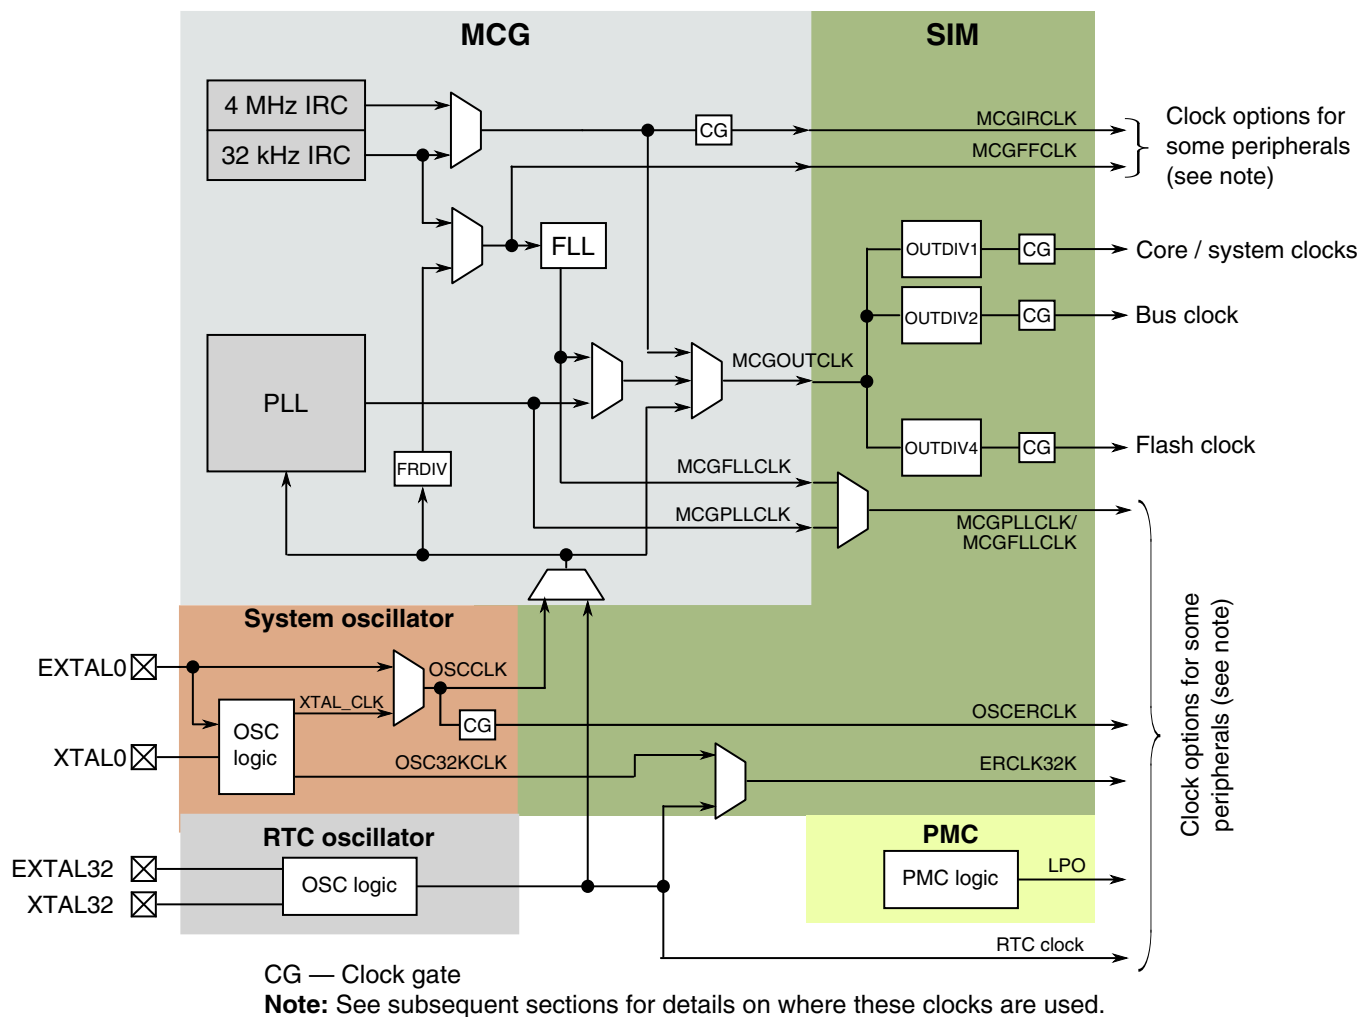 MCG
SIM
4 MHz IRC
32 kHz IRC
CG
MCGIRCLK
MCGFFCLK
Clock options for
some peripherals
(see note)
FLL
OUTDIV1
CG
Core / system clocks
OUTDIV2
CG
Bus clock
PLL
MCGOUTCLK
OUTDIV4
CG
Flash clock
FRDIV
MCGFLLCLK
MCGPLLCLK
MCGPLLCLK/
MCGFLLCLK
System oscillator
EXTAL0
OSCCLK
XTAL_CLK
OSC
logic
CG
OSCERCLK
XTAL0
OSC32KCLK
ERCLK32K
Clock options for some
peripherals (see note)
RTC oscillator
PMC
EXTAL32
XTAL32
OSC logic
PMC logic
LPO
RTC clock
CG — Clock gate
Note: See subsequent sections for details on where these clocks are used.